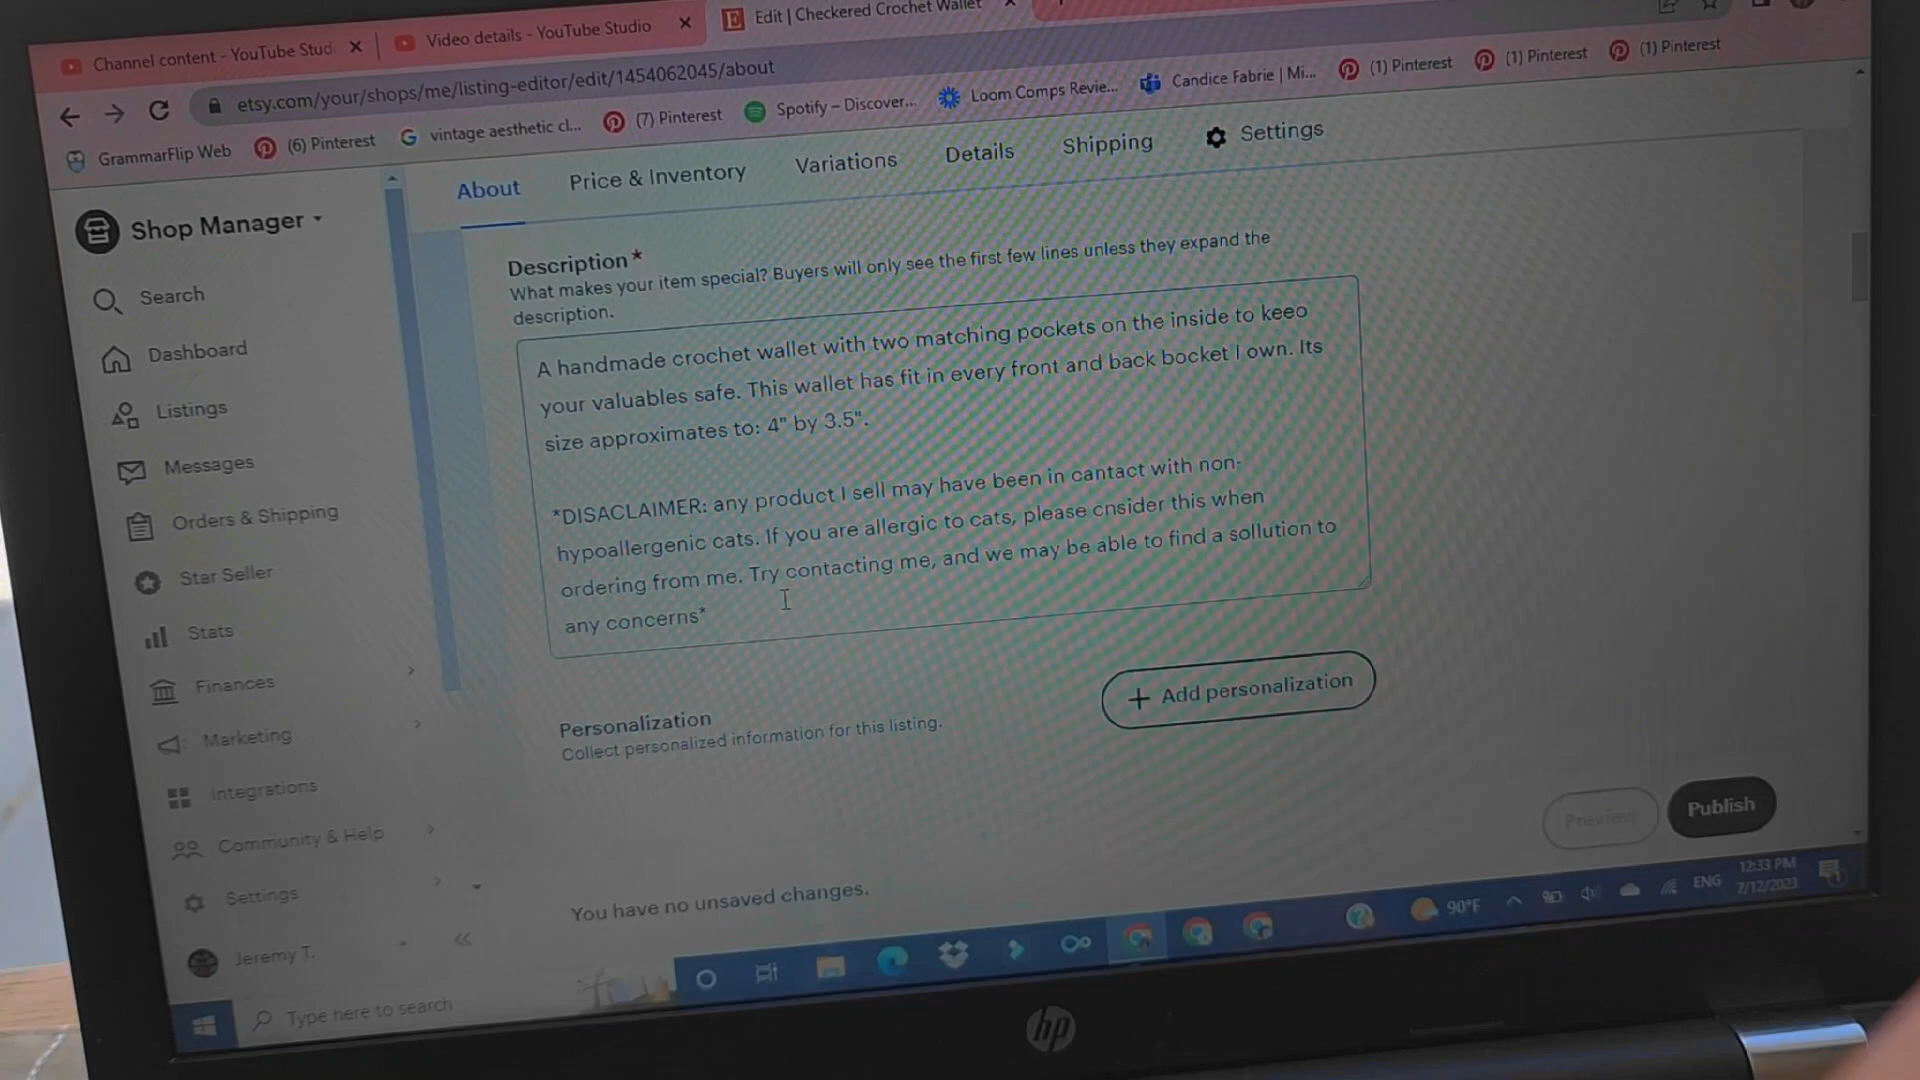 Channel content - YouTube Stud
Video details - YouTube Studio
Edit | Checkered Crochet Wallet
etsy.com/your/shops/me/listing-editor/edit/1454062045/about
GrammarFlip Web
(6) Pinterest
vintage aesthetic cl...
(7) Pinterest
Spotify – Discover...
Loom Comps Revie...
Candice Fabrie | Mi...
(1) Pinterest
(1) Pinterest
(1) Pinterest
Shop Manager
Search
Dashboard
Listings
Messages
Orders & Shipping
Star Seller
Stats
Finances
Marketing
Integrations
Community & Help
Settings
Jeremy T.
About
Price & Inventory
Variations
Details
Shipping
Settings
Description*
What makes your item special? Buyers will only see the first few lines unless they expand the
description.
A handmade crochet wallet with two matching pockets on the inside to keeo
your valuables safe. This wallet has fit in every front and back bocket I own. Its
size approximates to: 4" by 3.5".
*DISACLAIMER: any product I sell may have been in cantact with non-
hypoallergenic cats. If you are allergic to cats, please cnsider this when
ordering from me. Try contacting me, and we may be able to find a sollution to
any concerns*
Personalization
Collect personalized information for this listing.
+ Add personalization
Preview
Publish
You have no unsaved changes.
Type here to search
90°F
ENG
12:33 PM
7/12/2023
hp